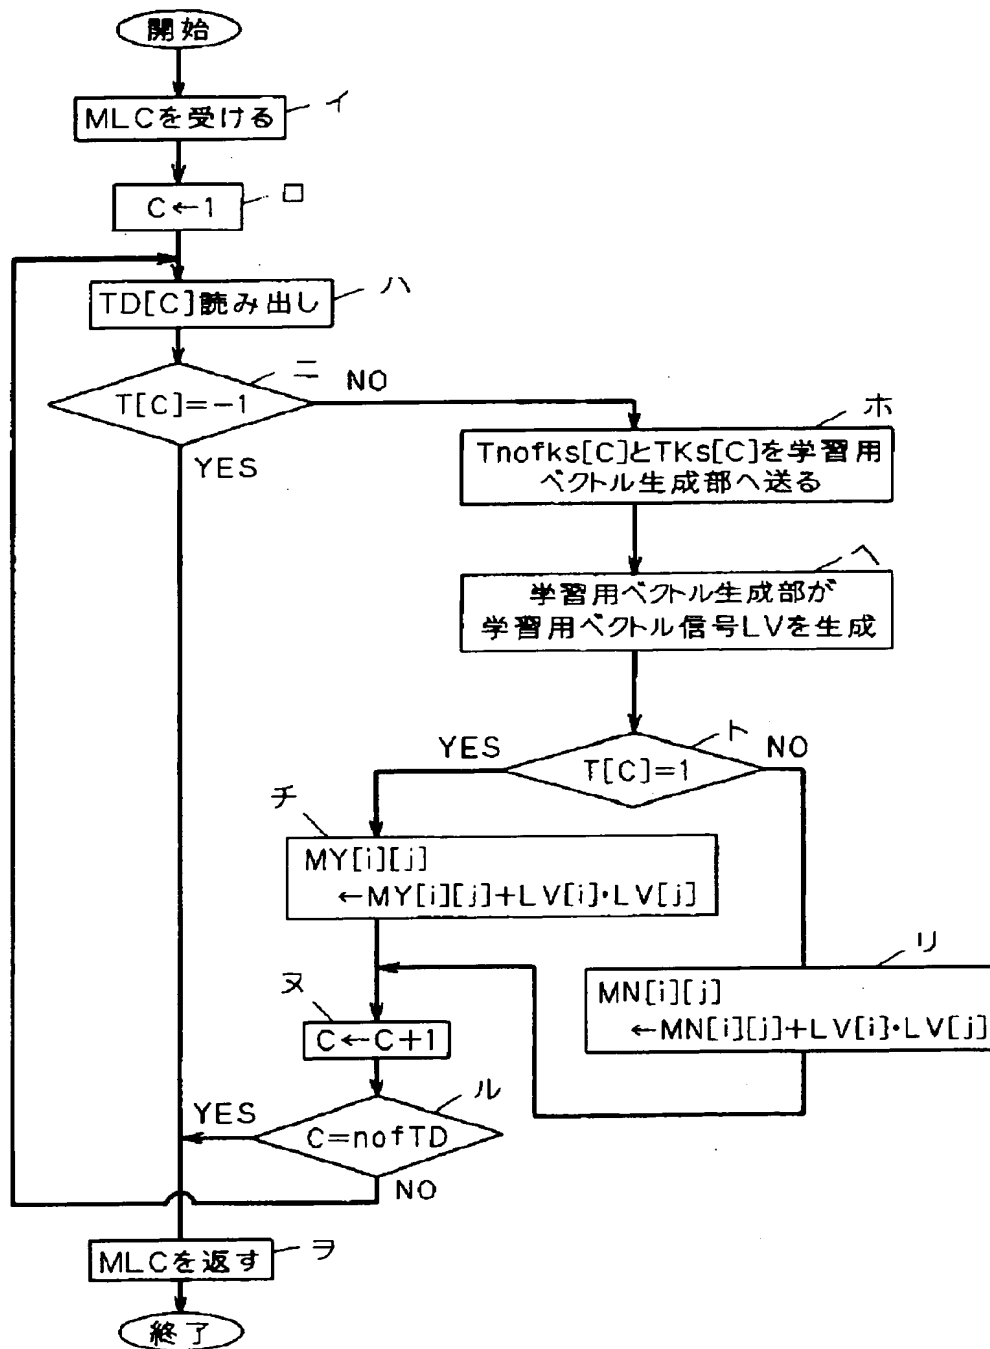 開始
MLCを受ける
イ
C←1
ロ
TD[C]読み出し
ハ
T[C]=-1
ニ
NO
YES
ホ
Tnofks[C]とTKs[C]を学習用
ベクトル生成部へ送る
ヘ
学習用ベクトル生成部が
学習用ベクトル信号LVを生成
ト
YES
T[C]=1
NO
チ
MY[i][j]
←MY[i][j]+LV[i]・LV[j]
リ
MN[i][j]
←MN[i][j]+LV[i]・LV[j]
ヌ
C←C+1
ル
YES
C=nofTD
NO
MLCを返す
ヲ
終了